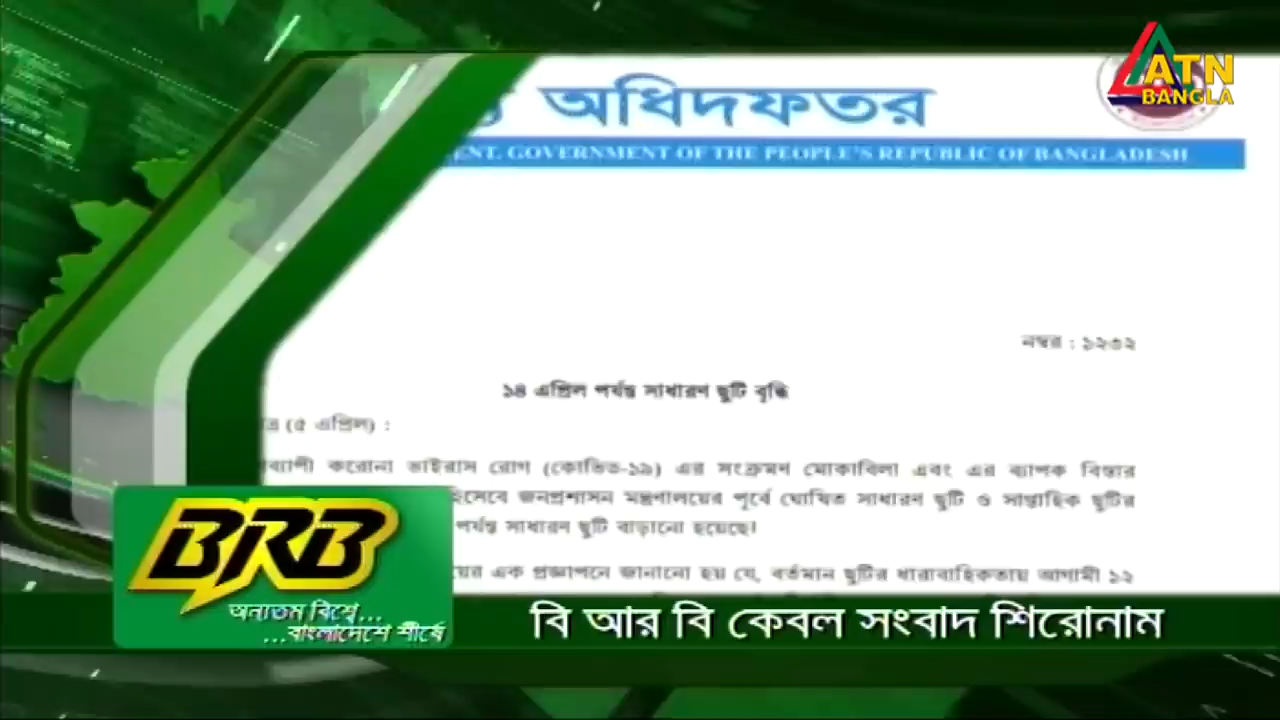 ATN
BANGLA
অধিদফতর
GOVERNMENT OF THE PEOPLE'S REPUBLIC OF BANGLADESH
নম্বর : ১২৩২
১৪ এপ্রিল পর্যন্ত সাধারণ ছুটি বৃদ্ধি
(৫ এপ্রিল) :
করোনা ভাইরাস রোগ (কোভিড-১৯) এর সংক্রমণ মোকাবিলা এবং এর ব্যাপক বিস্তার
জনপ্রশাসন মন্ত্রণালয়ের পূর্বে ঘোষিত সাধারণ ছুটি ও সাপ্তাহিক ছুটির
পর্যন্ত সাধারণ ছুটি বাড়ানো হয়েছে।
এক প্রজ্ঞাপনে জানানো হয় যে, বর্তমান ছুটির ধারাবাহিকতায় আগামী ১২
BRB
অন্যতম বিশ্বে...
...বাংলাদেশে শীর্ষে
বি আর বি কেবল সংবাদ শিরোনাম